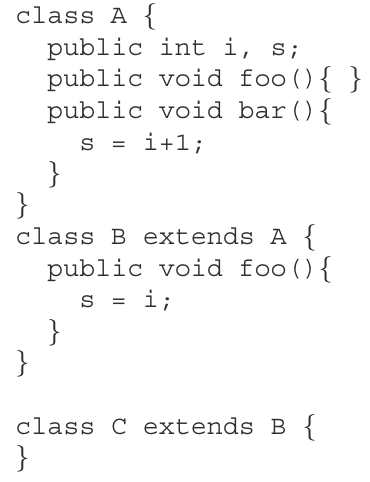 class A {
  public int i, s;
  public void foo(){ }
  public void bar(){
    s = i+1;
  }
}
class B extends A {
  public void foo(){
    s = i;
  }
}

class C extends B {
}